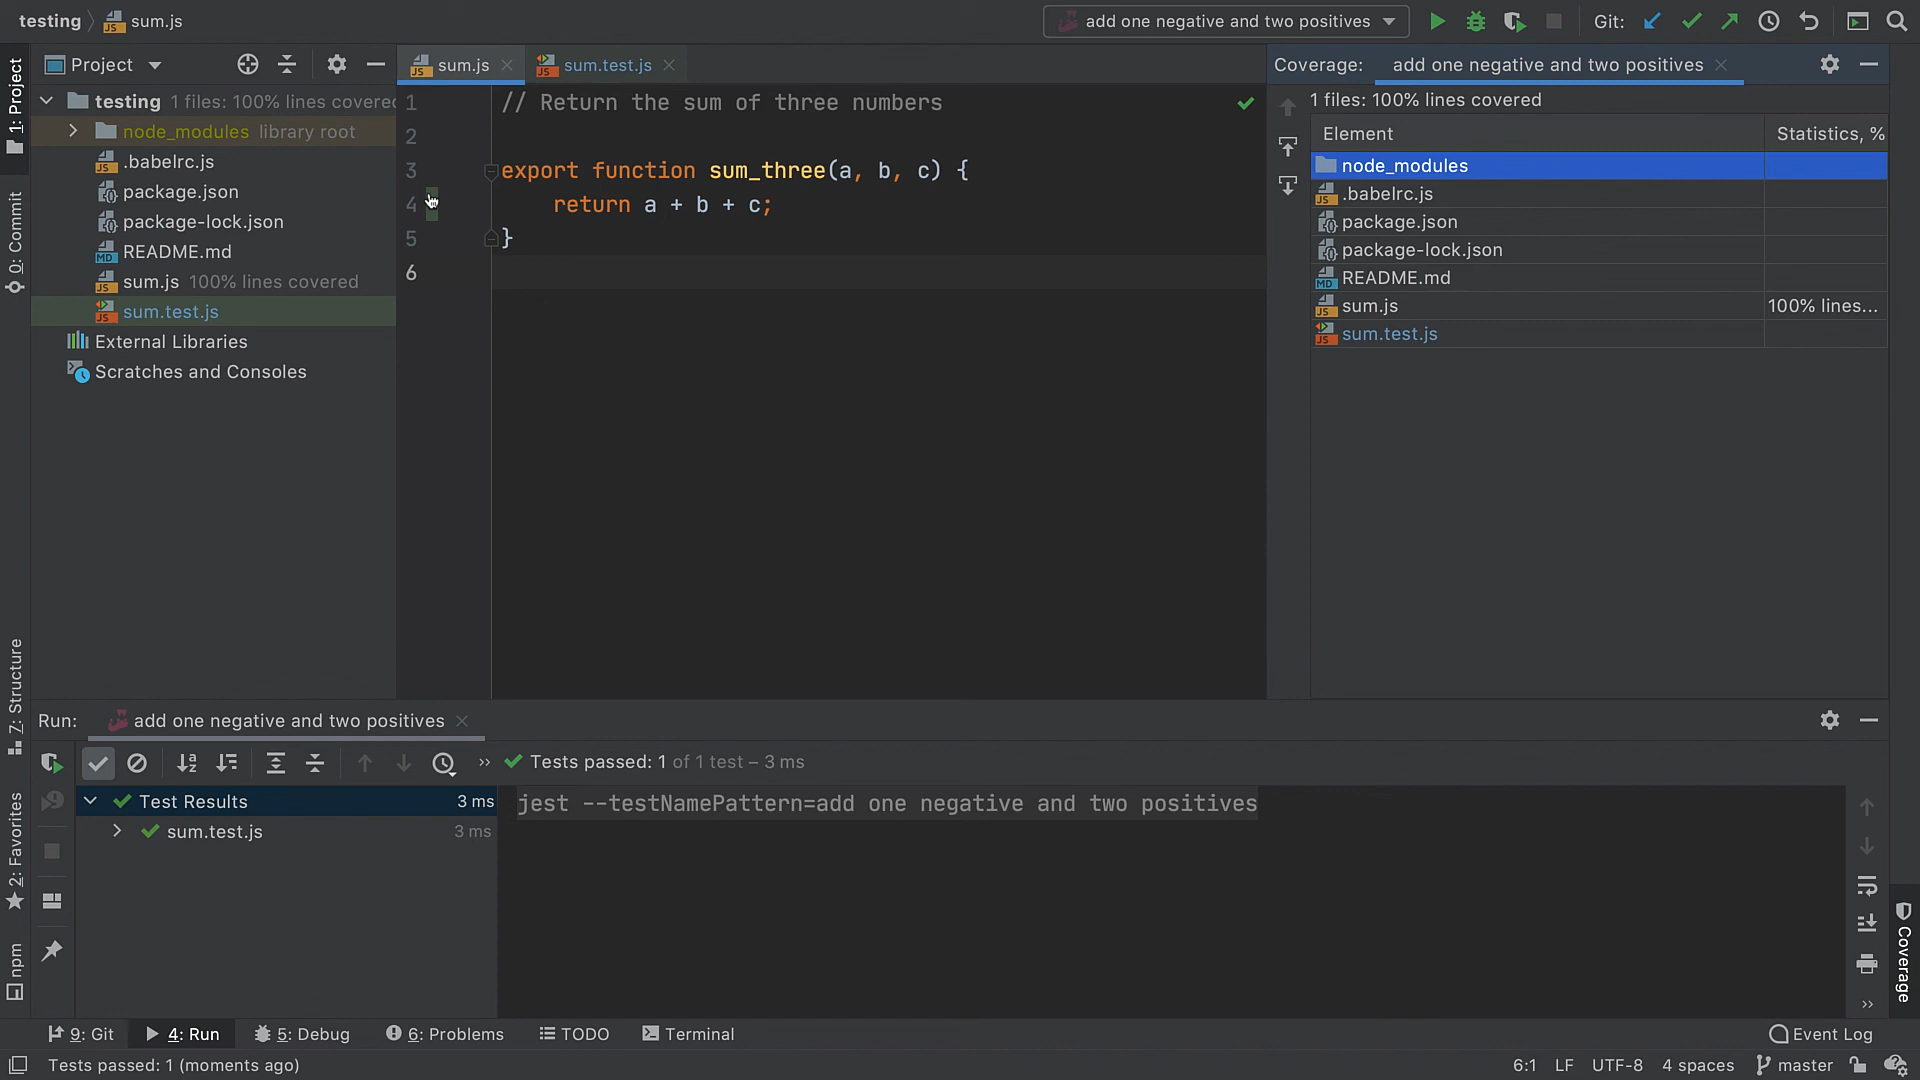 testing
sum.js
add one negative and two positives
Git:
1: Project
0: Commit
Z: Structure
2: Favorites
npm
Project
testing 1 files: 100% lines covered
node_modules library root
.babelrc.js
package.json
package-lock.json
README.md
sum.js 100% lines covered
sum.test.js
External Libraries
Scratches and Consoles
sum.js
sum.test.js
1 // Return the sum of three numbers
2
3 export function sum_three(a, b, c) {
4 return a + b + c;
5 }
6
Coverage: add one negative and two positives
1 files: 100% lines covered
Element Statistics, %
node_modules
.babelrc.js
package.json
package-lock.json
README.md
sum.js 100% lines...
sum.test.js
Run: add one negative and two positives
Tests passed: 1 of 1 test – 3 ms
Test Results 3 ms
sum.test.js 3 ms
jest --testNamePattern=add one negative and two positives
Coverage
9: Git
4: Run
5: Debug
6: Problems
TODO
Terminal
Event Log
Tests passed: 1 (moments ago)
6:1 LF UTF-8 4 spaces master